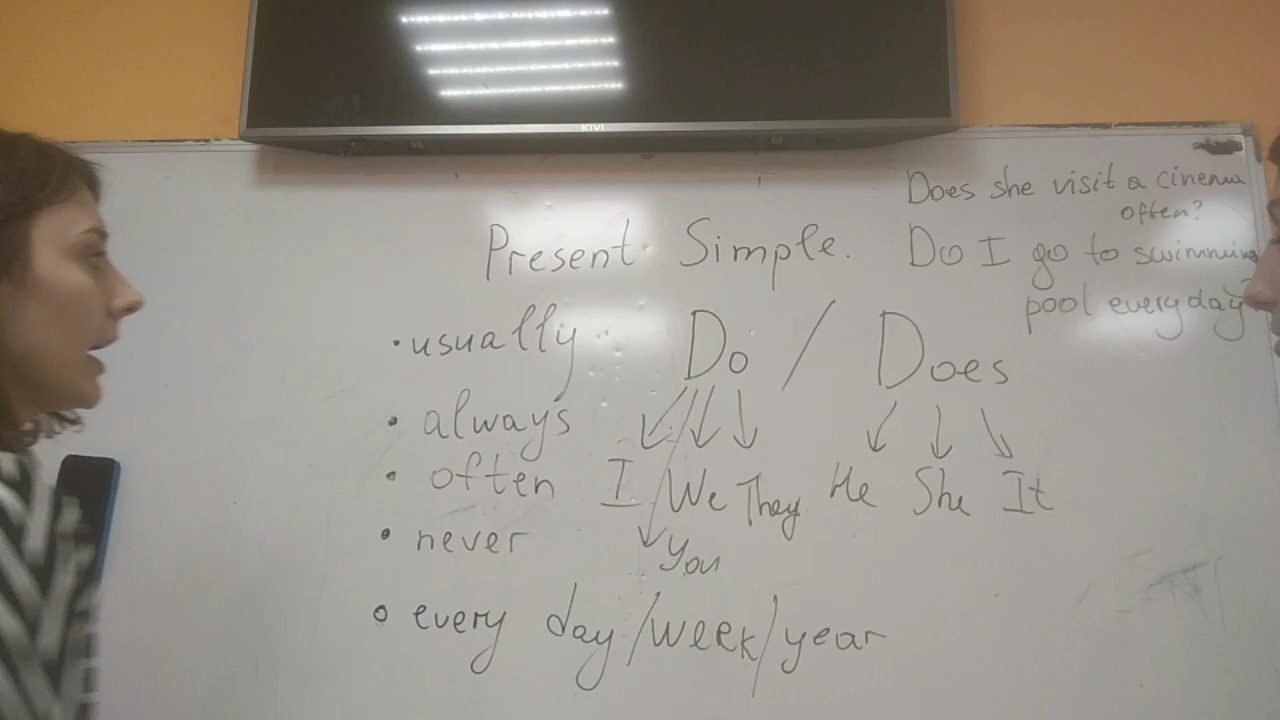 KIVI
Does she visit a cinema
often?
Present Simple.
Do I go to swimming
pool everyday?
• usually
Do / Does
• always
• often
I We They He She It
• never
You
• every day/week/year